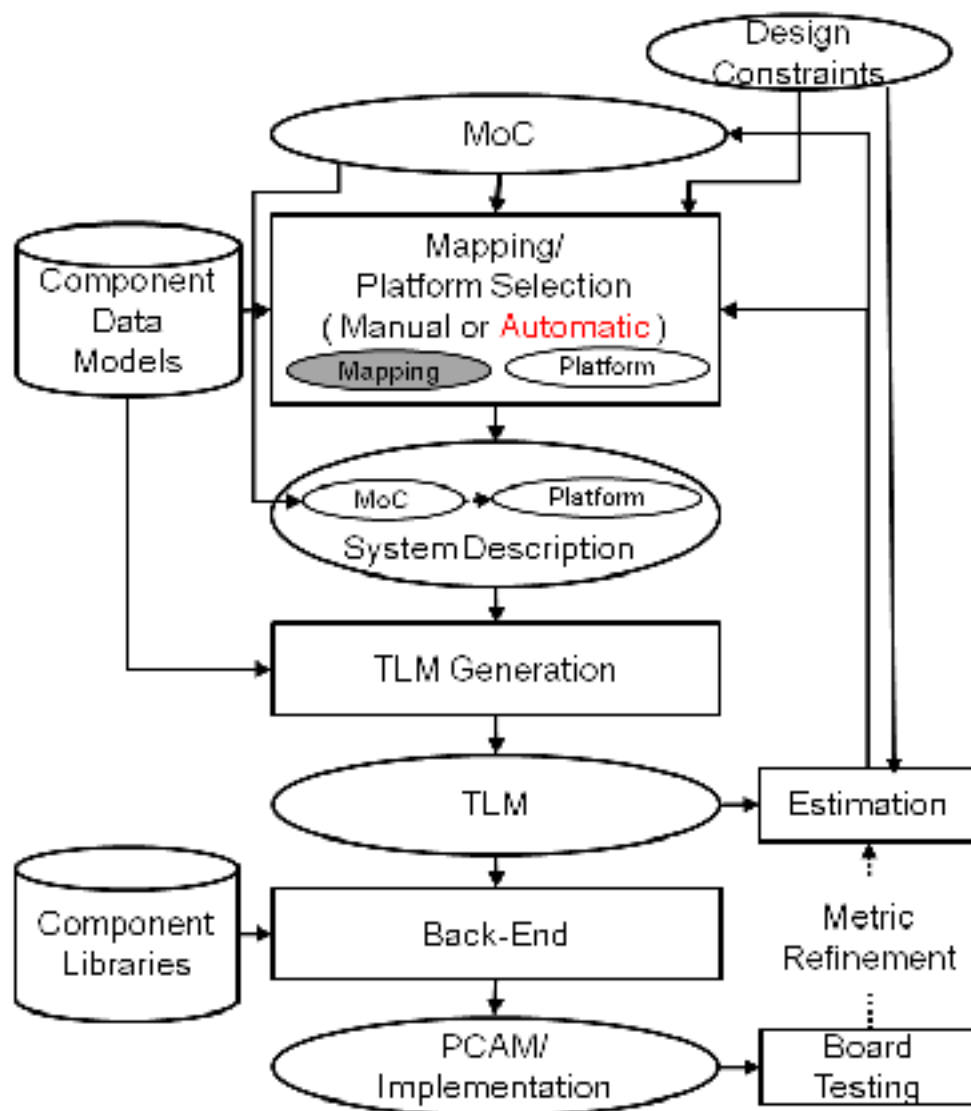 Design
Constraints
MoC
Mapping/
Platform Selection
( Manual or Automatic )
Mapping
Platform
Component
Data
Models
MoC
Platform
System Description
TLM Generation
TLM
Estimation
Component
Libraries
Back-End
Metric
Refinement
PCAM/
Implementation
Board
Testing